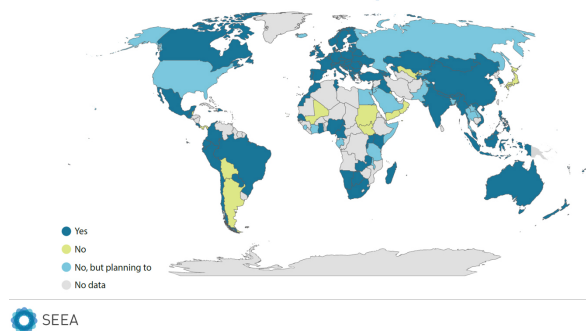 Yes
No
No, but planning to
No data
SEEA